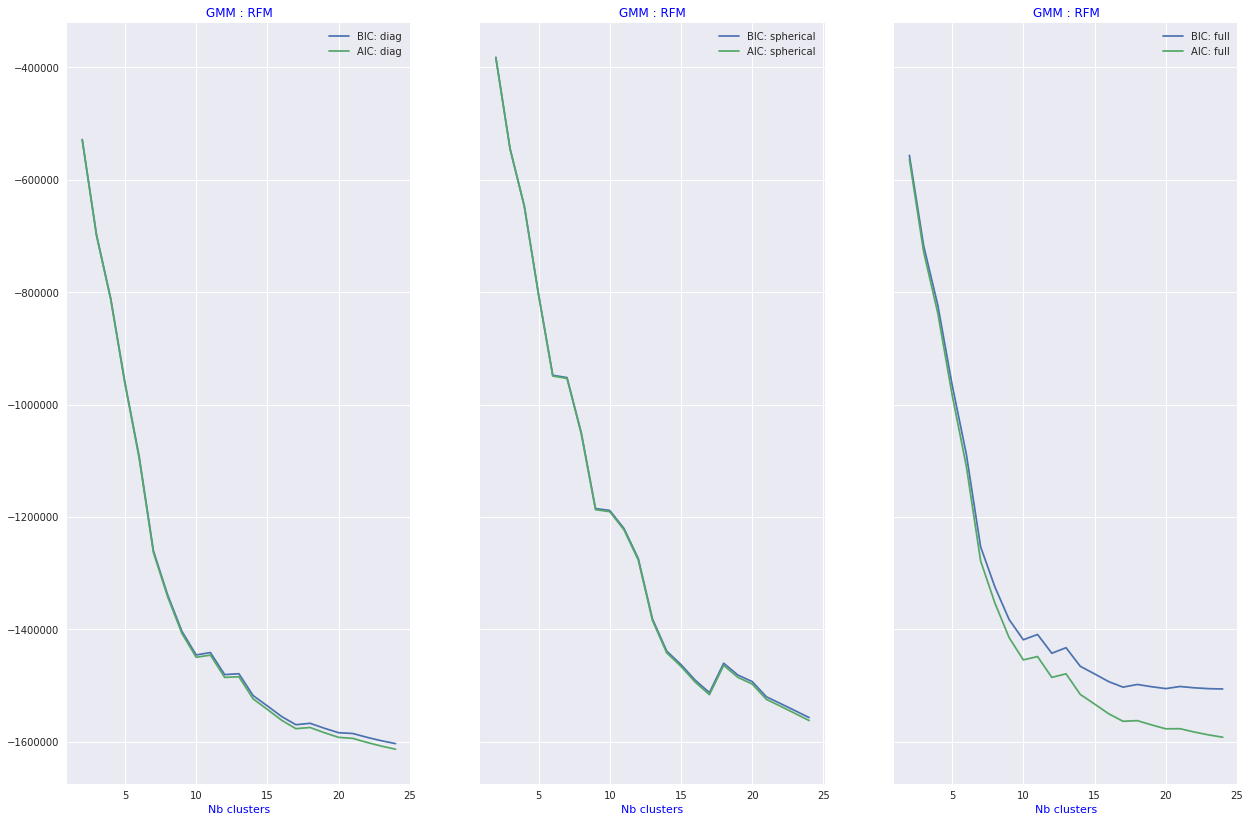 GMM : RFM
BIC: diag
AIC: diag
−400000
−600000
−800000
−1000000
−1200000
−1400000
−1600000
5 10 15 20 25
Nb clusters
GMM : RFM
BIC: spherical
AIC: spherical
5 10 15 20 25
Nb clusters
GMM : RFM
BIC: full
AIC: full
5 10 15 20 25
Nb clusters